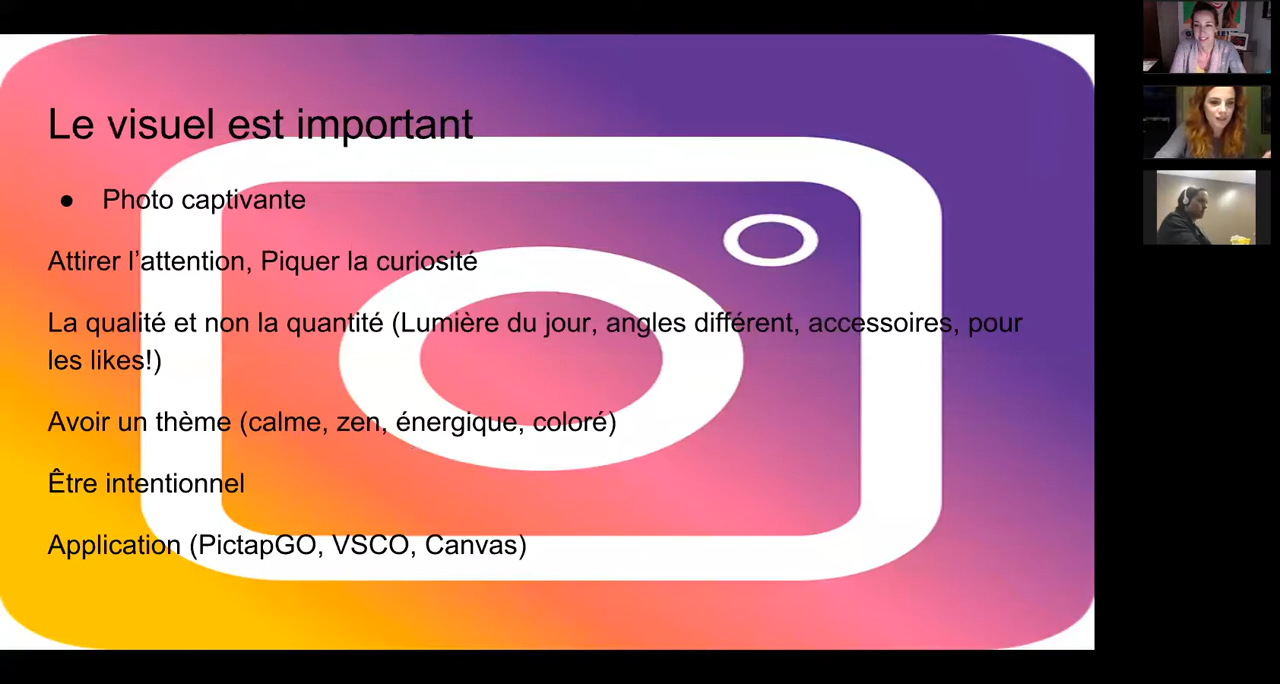 Le visuel est important
● Photo captivante
Attirer l’attention, Piquer la curiosité
La qualité et non la quantité (Lumière du jour, angles différent, accessoires, pour
les likes!)
Avoir un thème (calme, zen, énergique, coloré)
Être intentionnel
Application (PictapGO, VSCO, Canvas)